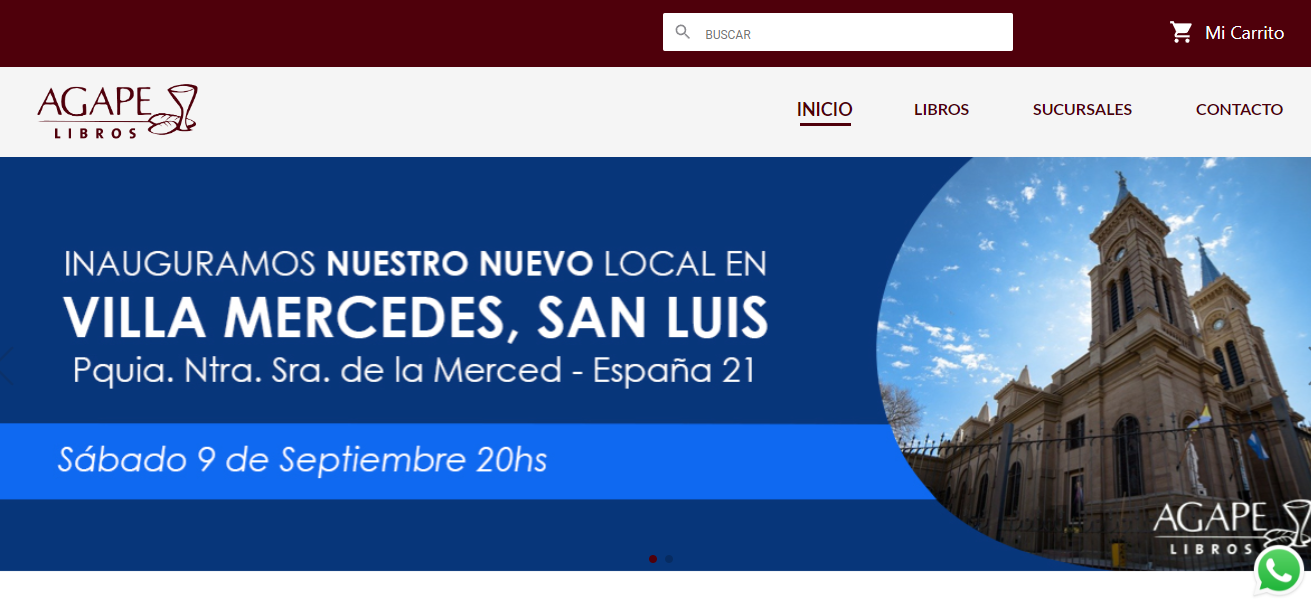 BUSCAR
Mi Carrito
AGAPE
LIBROS
INICIO
LIBROS
SUCURSALES
CONTACTO
INAUGURAMOS NUESTRO NUEVO LOCAL EN
VILLA MERCEDES, SAN LUIS
Pquia. Ntra. Sra. de la Merced - España 21
Sábado 9 de Septiembre 20hs
AGAPE
LIBROS